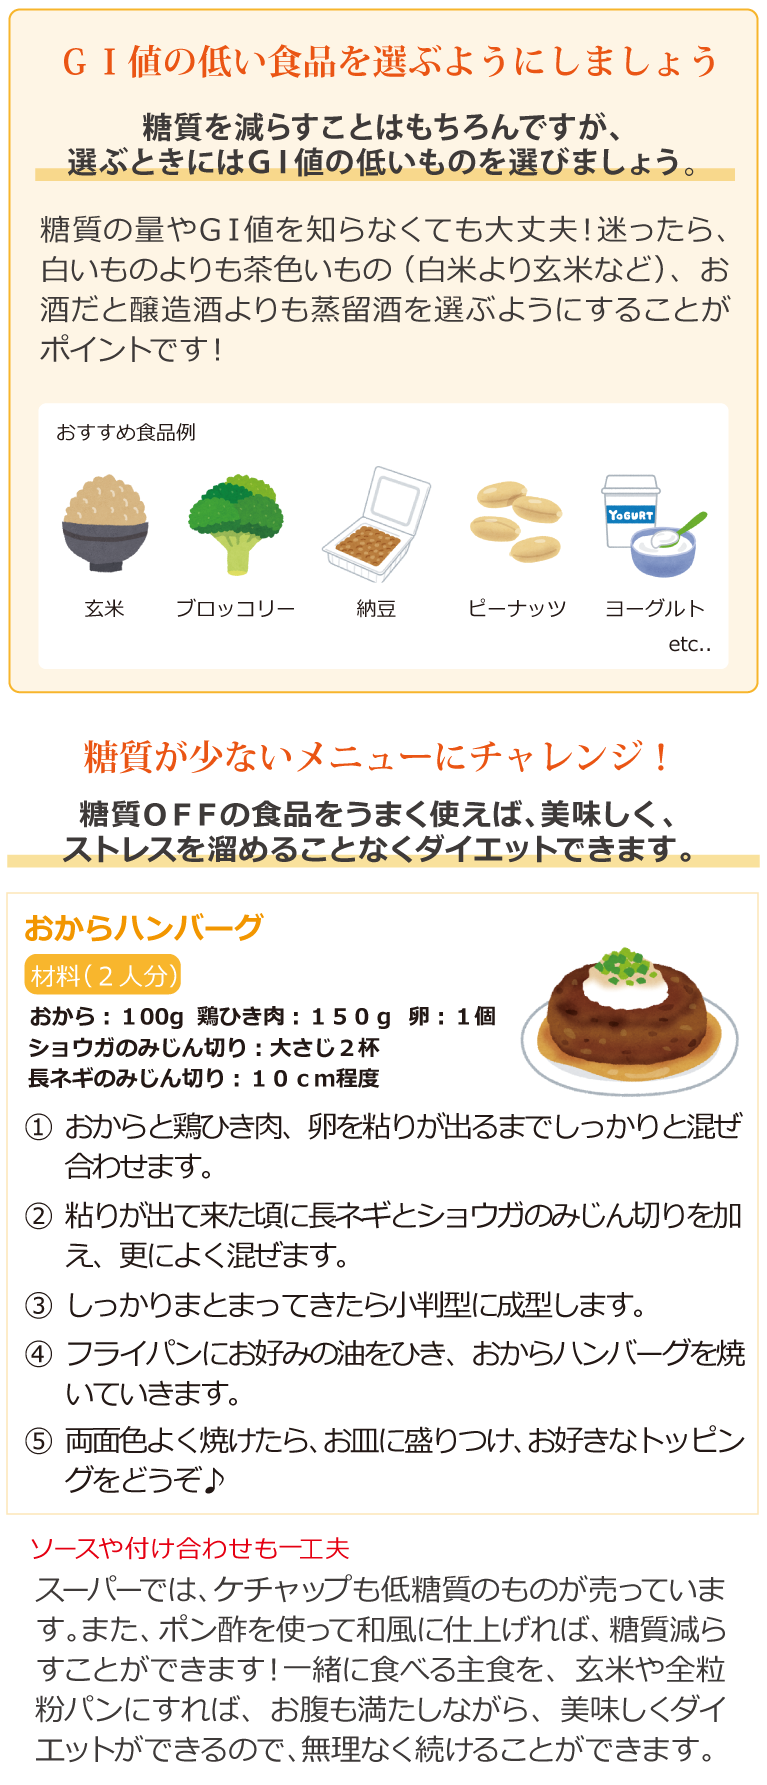 ＧＩ値の低い食品を選ぶようにしましょう
糖質を減らすことはもちろんですが、
選ぶときにはＧＩ値の低いものを選びましょう。
糖質の量やＧＩ値を知らなくても大丈夫！迷ったら、
白いものよりも茶色いもの（白米より玄米など）、お
酒だと醸造酒よりも蒸留酒を選ぶようにすることが
ポイントです！
おすすめ食品例
YOGURT
玄米 ブロッコリー 納豆 ピーナッツ ヨーグルト
etc..
糖質が少ないメニューにチャレンジ！
糖質ＯＦＦの食品をうまく使えば、美味しく、
ストレスを溜めることなくダイエットできます。
おからハンバーグ
材料（２人分）
おから：１00g 鶏ひき肉：１５０ｇ 卵：１個
ショウガのみじん切り：大さじ２杯
長ネギのみじん切り：１０ｃｍ程度
① おからと鶏ひき肉、卵を粘りが出るまでしっかりと混ぜ
合わせます。
② 粘りが出て来た頃に長ネギとショウガのみじん切りを加
え、更によく混ぜます。
③ しっかりまとまってきたら小判型に成型します。
④ フライパンにお好みの油をひき、おからハンバーグを焼
いていきます。
⑤ 両面色よく焼けたら、お皿に盛りつけ、お好きなトッピン
グをどうぞ♪
ソースや付け合わせも一工夫
スーパーでは、ケチャップも低糖質のものが売っていま
す。また、ポン酢を使って和風に仕上げれば、糖質減ら
すことができます！一緒に食べる主食を、玄米や全粒
粉パンにすれば、お腹も満たしながら、美味しくダイ
エットができるので、無理なく続けることができます。